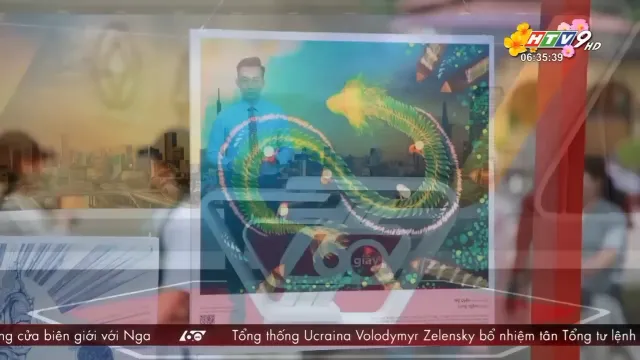 HTV9 HD
06:35:39
60
giây
ng cửa biên giới với Nga 60 Tổng thống Ucraina Volodymyr Zelensky bổ nhiệm tân Tổng tư lệnh